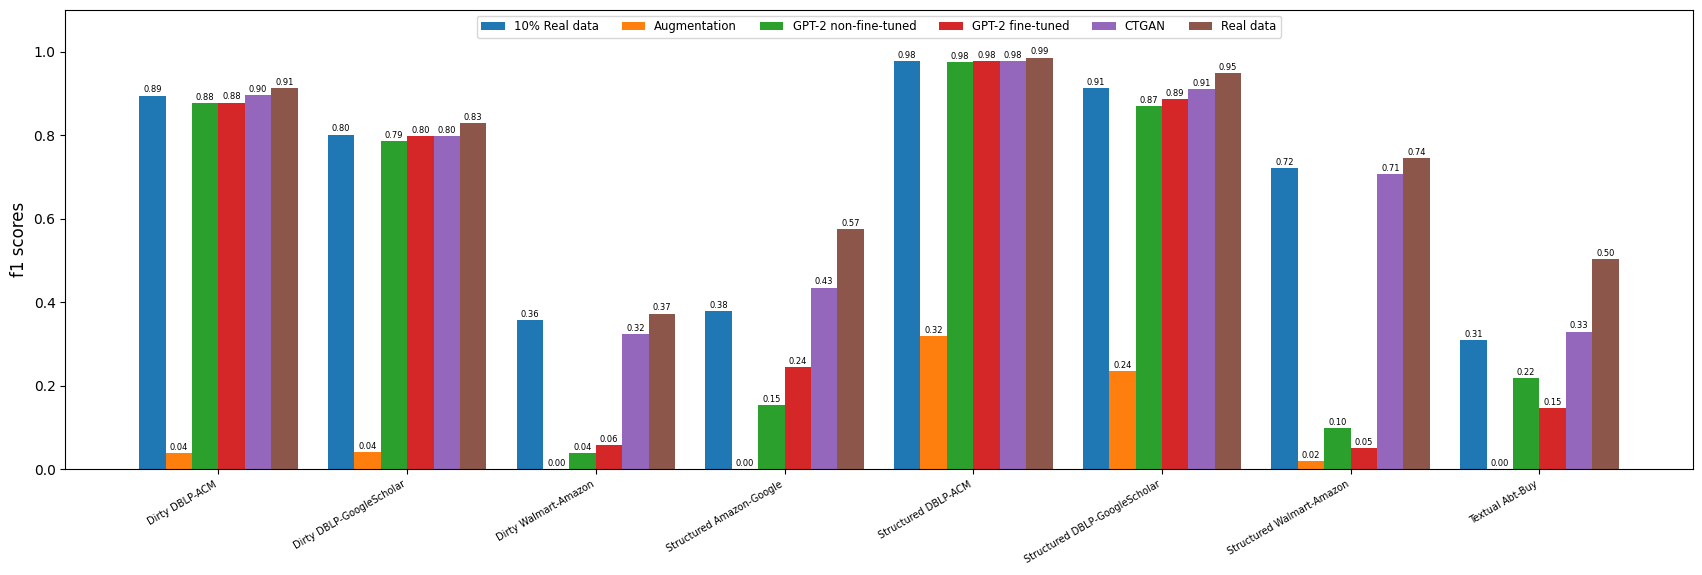 10% Real data Augmentation GPT-2 non-fine-tuned GPT-2 fine-tuned CTGAN Real data
f1 scores
1.0
0.8
0.6
0.4
0.2
0.0
0.89 0.04 0.88 0.88 0.90 0.91
0.80 0.04 0.79 0.80 0.80 0.83
0.36 0.00 0.04 0.06 0.32 0.37
0.38 0.00 0.15 0.24 0.43 0.57
0.98 0.32 0.98 0.98 0.98 0.99
0.91 0.24 0.87 0.89 0.91 0.95
0.72 0.02 0.10 0.05 0.71 0.74
0.31 0.00 0.22 0.15 0.33 0.50
Dirty DBLP-ACM
Dirty DBLP-GoogleScholar
Dirty Walmart-Amazon
Structured Amazon-Google
Structured DBLP-ACM
Structured DBLP-GoogleScholar
Structured Walmart-Amazon
Textual Abt-Buy